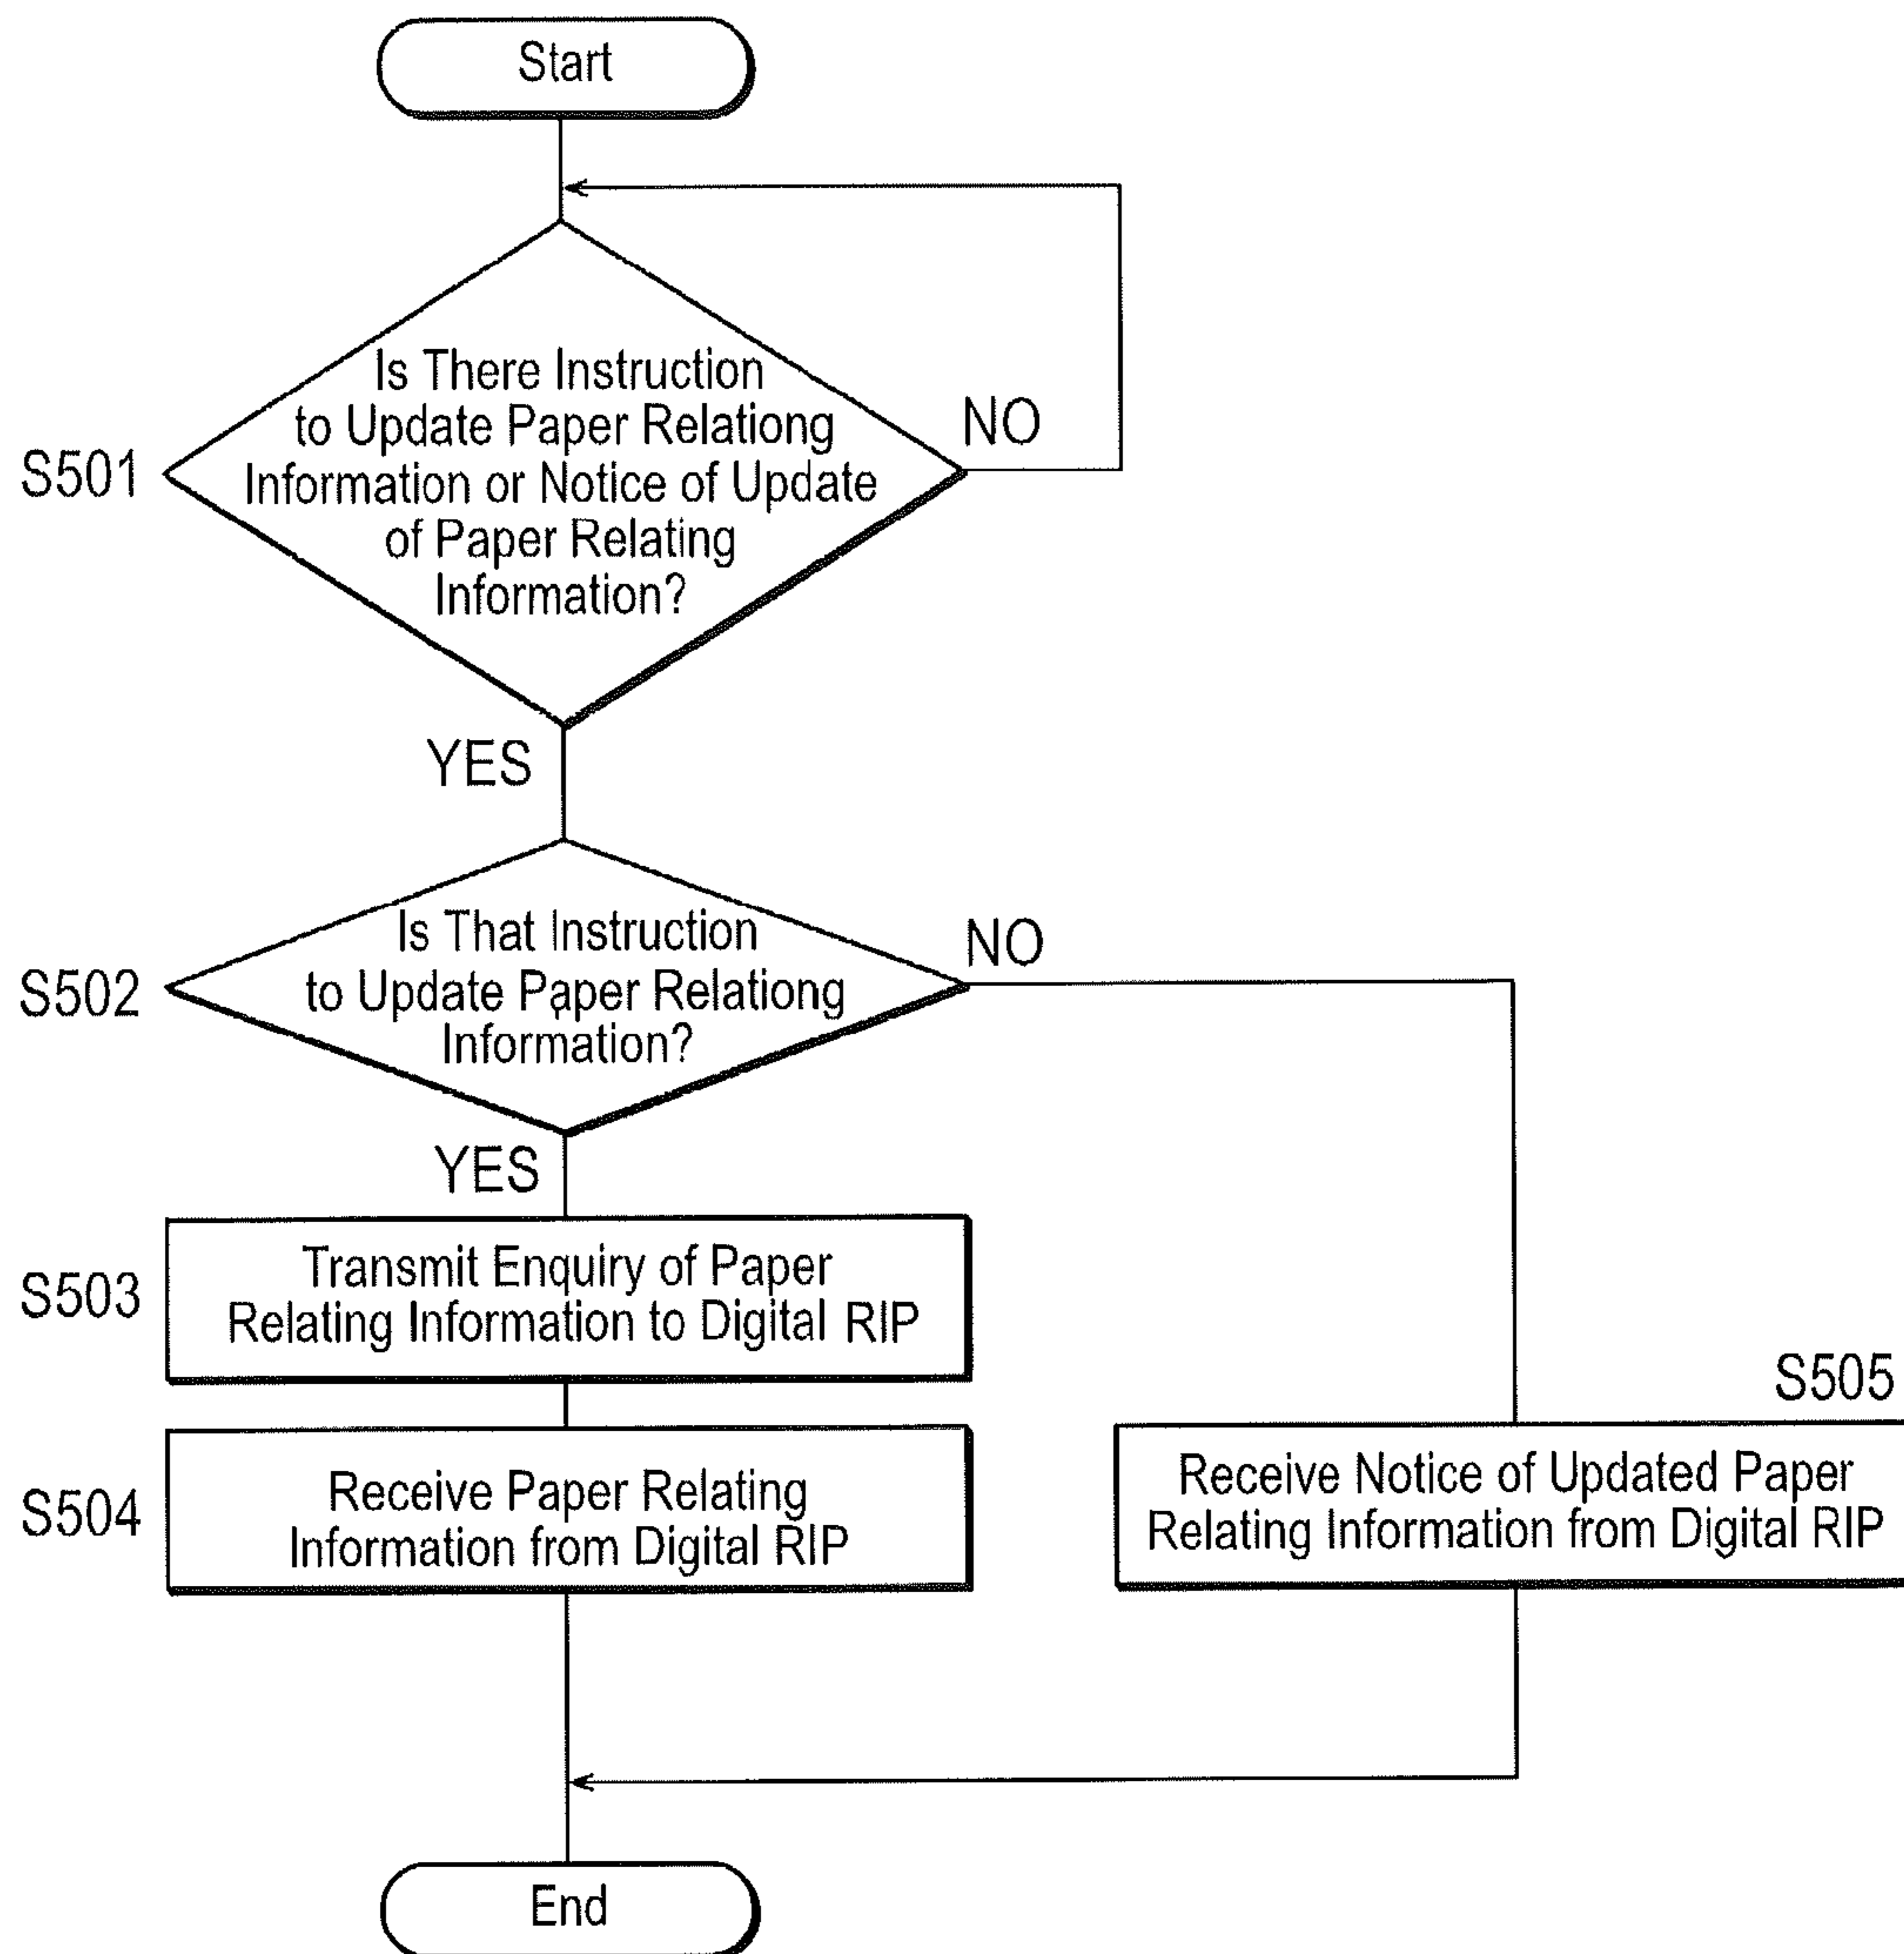 Start
Is There Instruction
to Update Paper Relationg
Information or Notice of Update
of Paper Relating
Information?
S501
NO
YES
Is That Instruction
to Update Paper Relationg
Information?
S502
NO
YES
S503
Transmit Enquiry of Paper
Relating Information to Digital RIP
S504
Receive Paper Relating
Information from Digital RIP
S505
Receive Notice of Updated Paper
Relating Information from Digital RIP
End